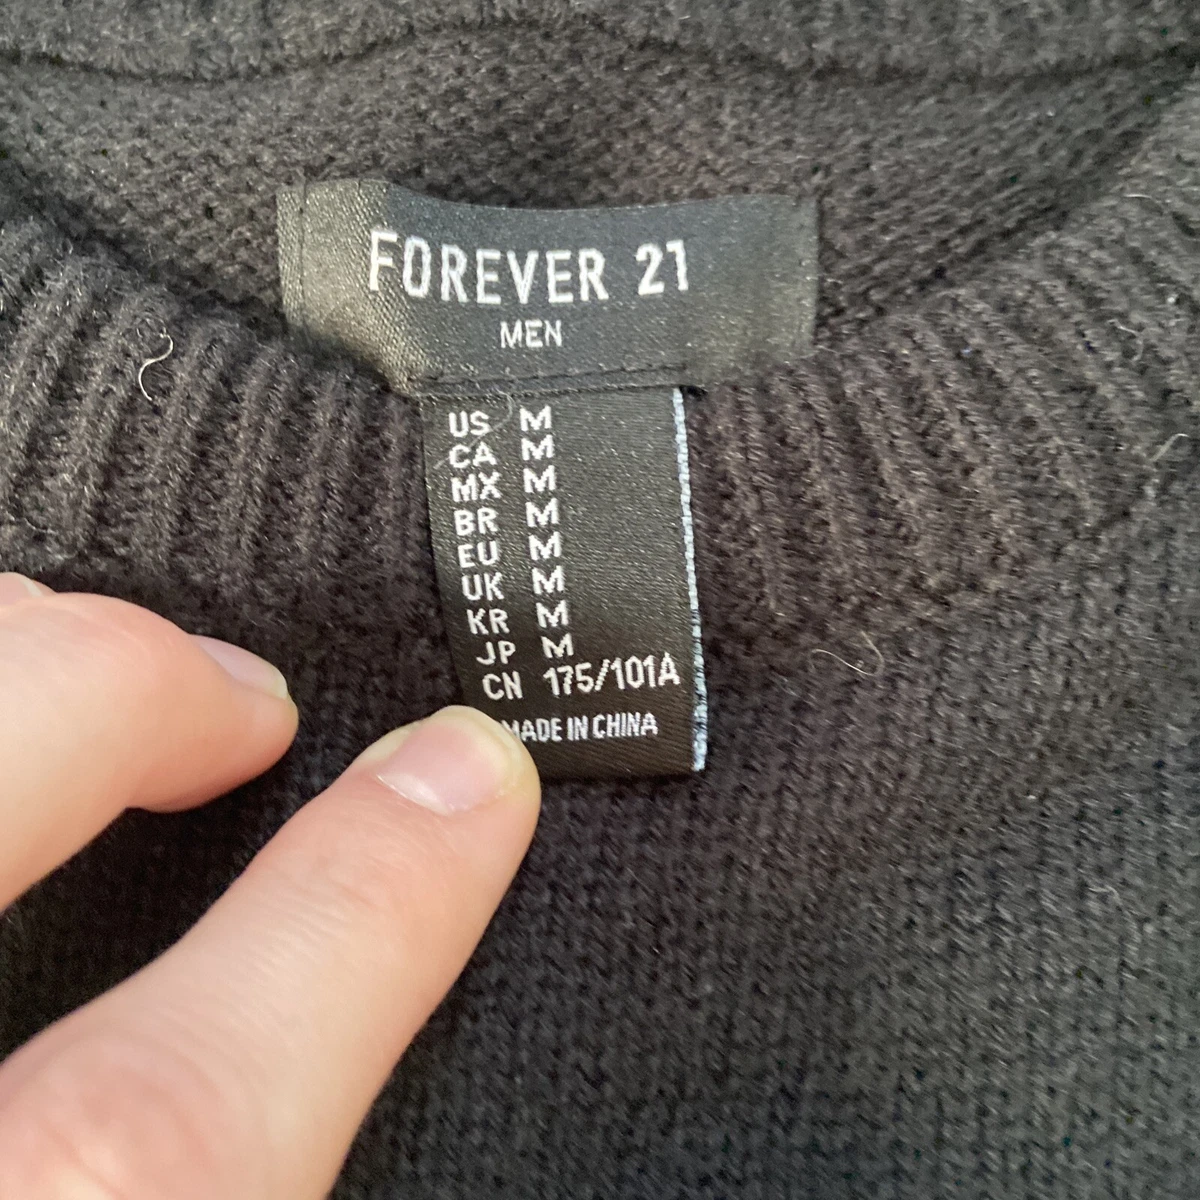 FOREVER 21
MEN
US M
CA M
MX M
BR M
EU M
UK M
KR M
JP M
CN 175/101A
MADE IN CHINA